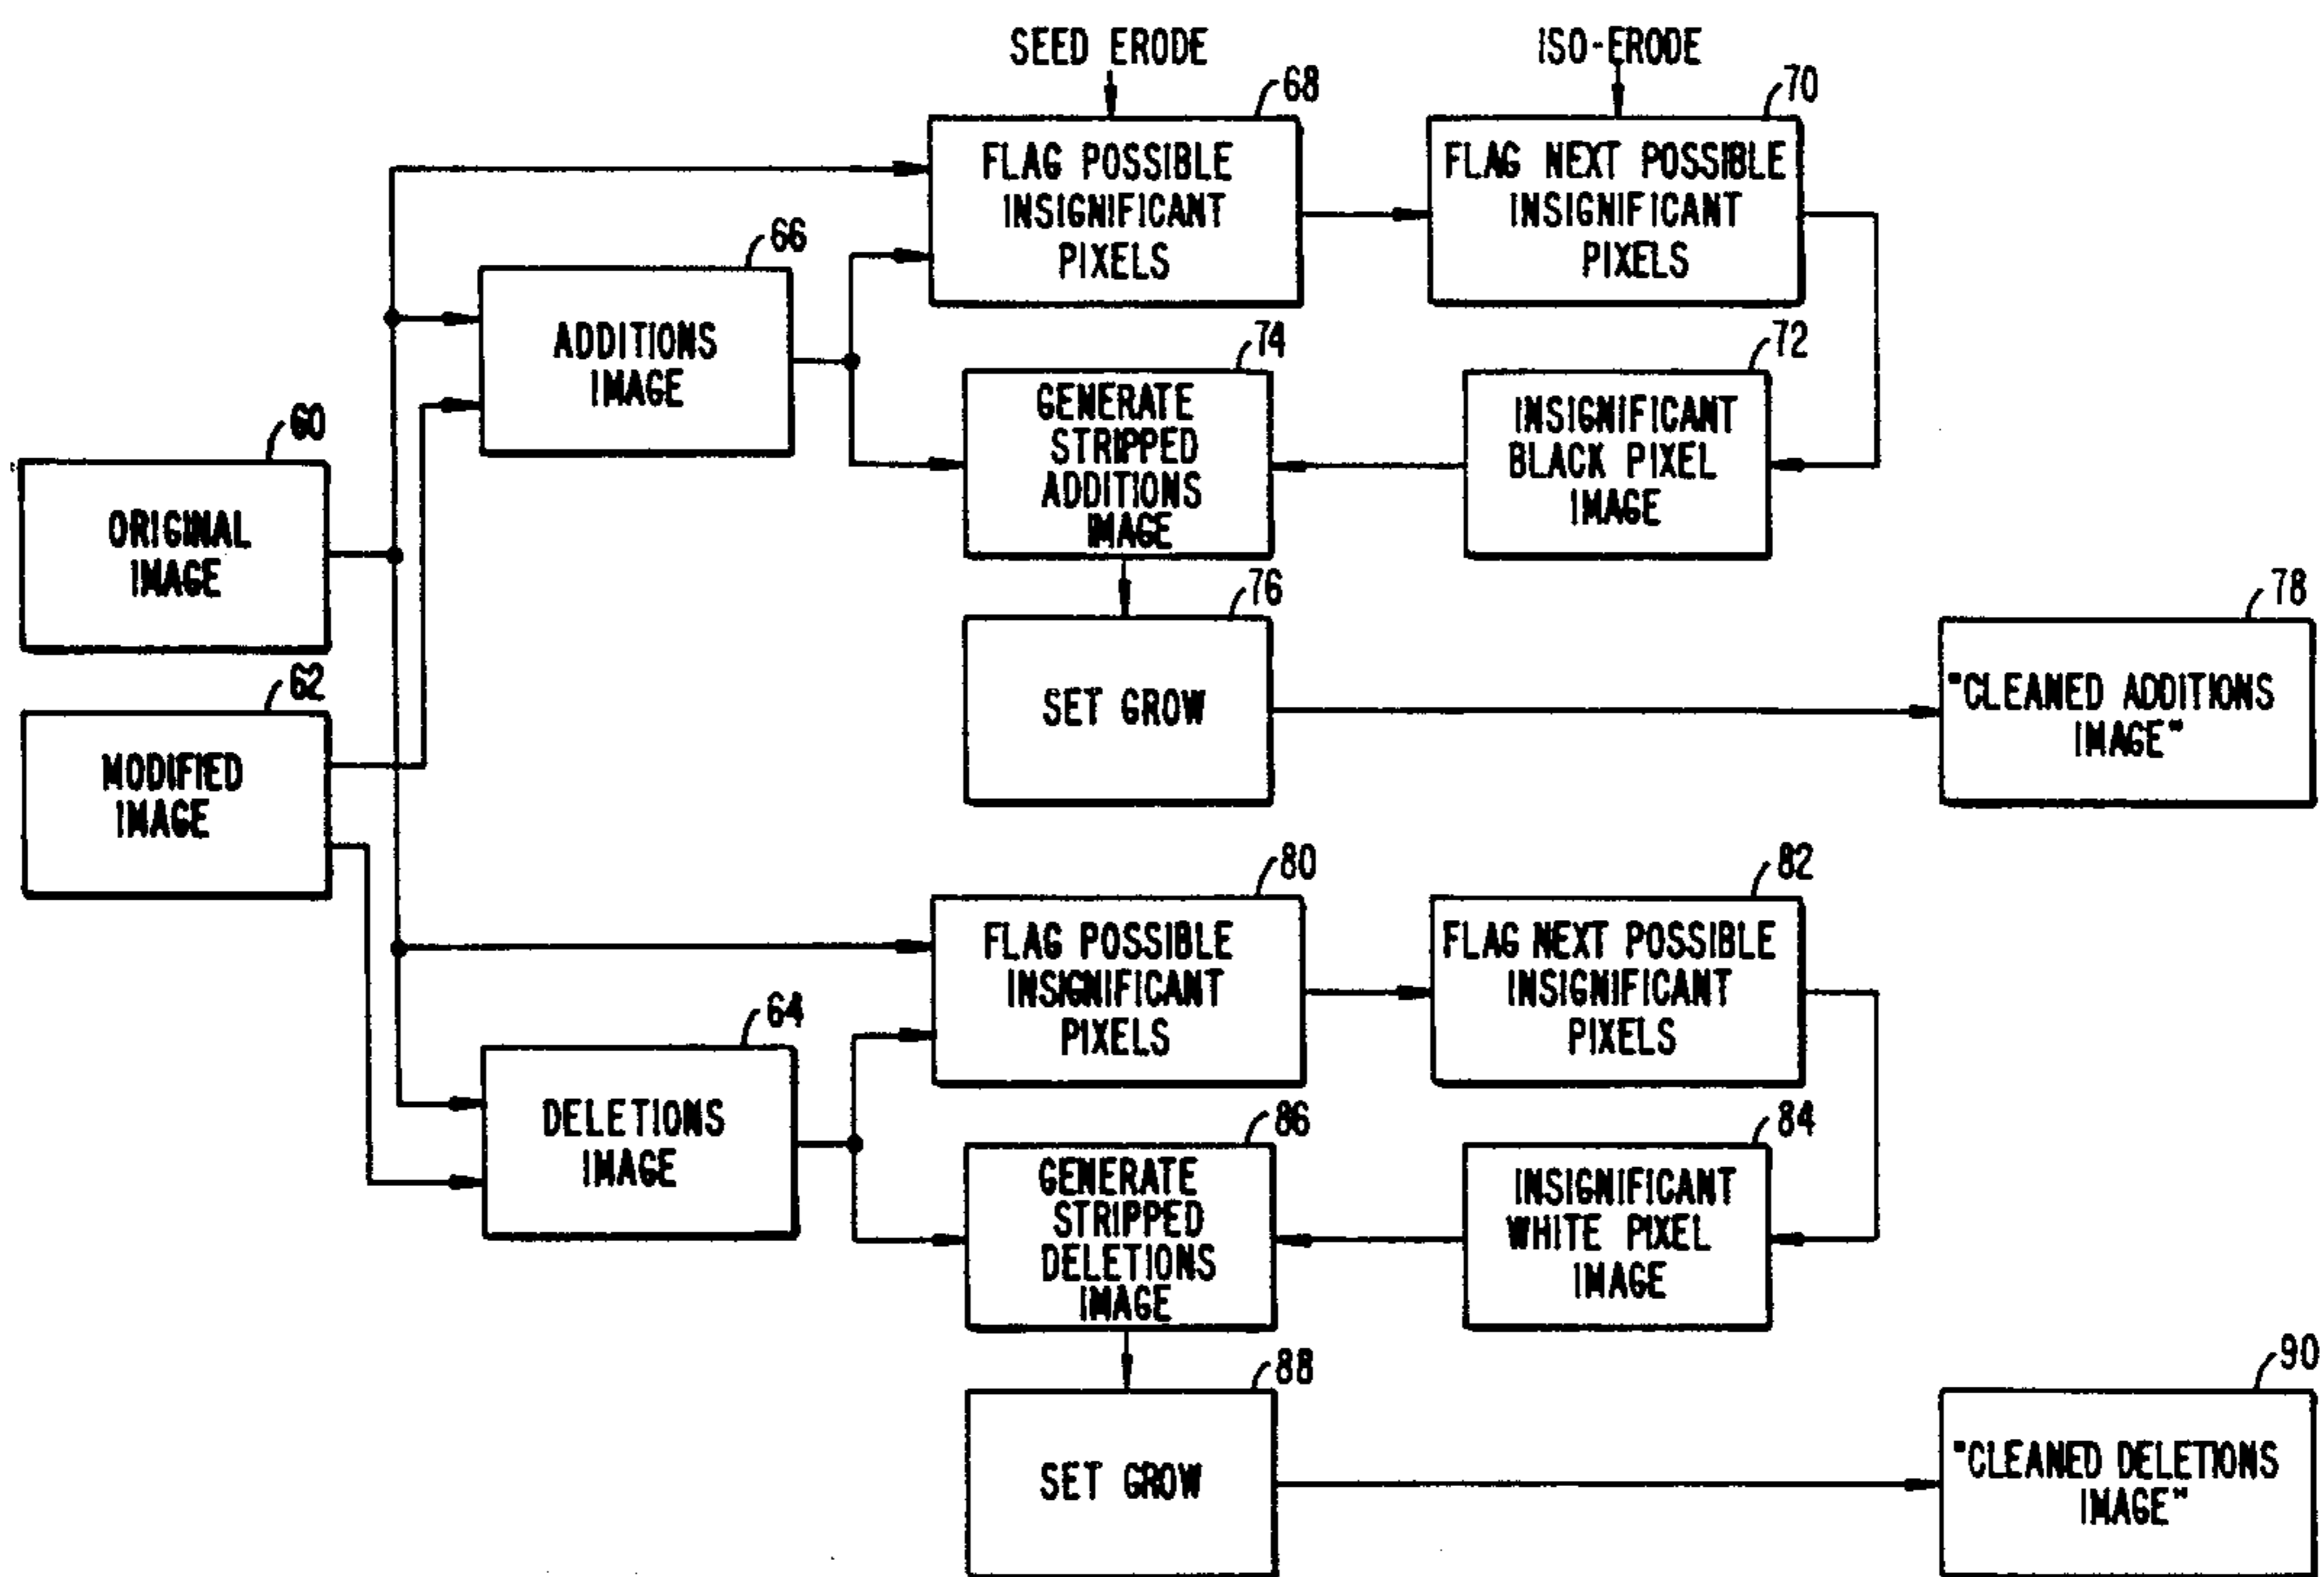 SEED ERODE
ISO-ERODE
68
FLAG POSSIBLE
INSIGNIFICANT
PIXELS
70
FLAG NEXT POSSIBLE
INSIGNIFICANT
PIXELS
66
ADDITIONS
IMAGE
74
GENERATE
STRIPPED
ADDITIONS
IMAGE
72
INSIGNIFICANT
BLACK PIXEL
IMAGE
60
ORIGINAL
IMAGE
76
SET GROW
78
"CLEANED ADDITIONS
IMAGE"
62
MODIFIED
IMAGE
80
FLAG POSSIBLE
INSIGNIFICANT
PIXELS
82
FLAG NEXT POSSIBLE
INSIGNIFICANT
PIXELS
64
DELETIONS
IMAGE
86
GENERATE
STRIPPED
DELETIONS
IMAGE
84
INSIGNIFICANT
WHITE PIXEL
IMAGE
88
SET GROW
90
"CLEANED DELETIONS
IMAGE"